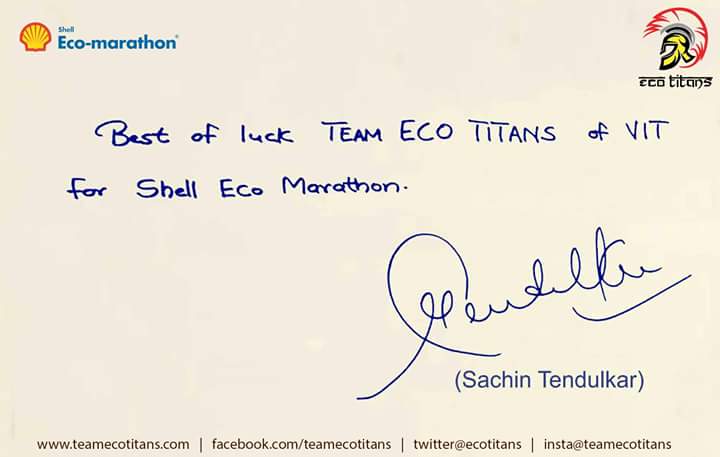 Shell
Eco-marathon
eco titans
Best of luck TEAM ECO TITANS of VIT
for Shell Eco Marathon.
Tendulkar
(Sachin Tendulkar)
www.teamecotitans.com | facebook.com/teamecotitans | twitter@ecotitans | insta@teamecotitans